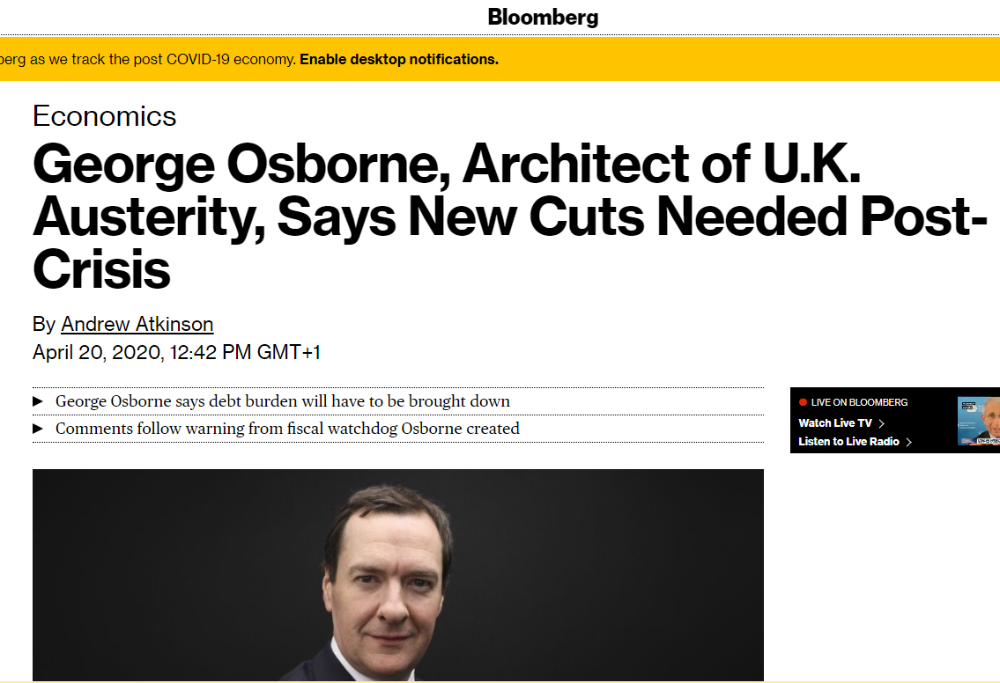 Bloomberg
berg as we track the post COVID-19 economy. Enable desktop notifications.
Economics
George Osborne, Architect of U.K.
Austerity, Says New Cuts Needed Post-
Crisis
By Andrew Atkinson
April 20, 2020, 12:42 PM GMT+1
George Osborne says debt burden will have to be brought down
Comments follow warning from fiscal watchdog Osborne created
LIVE ON BLOOMBERG
Watch Live TV
Listen to Live Radio